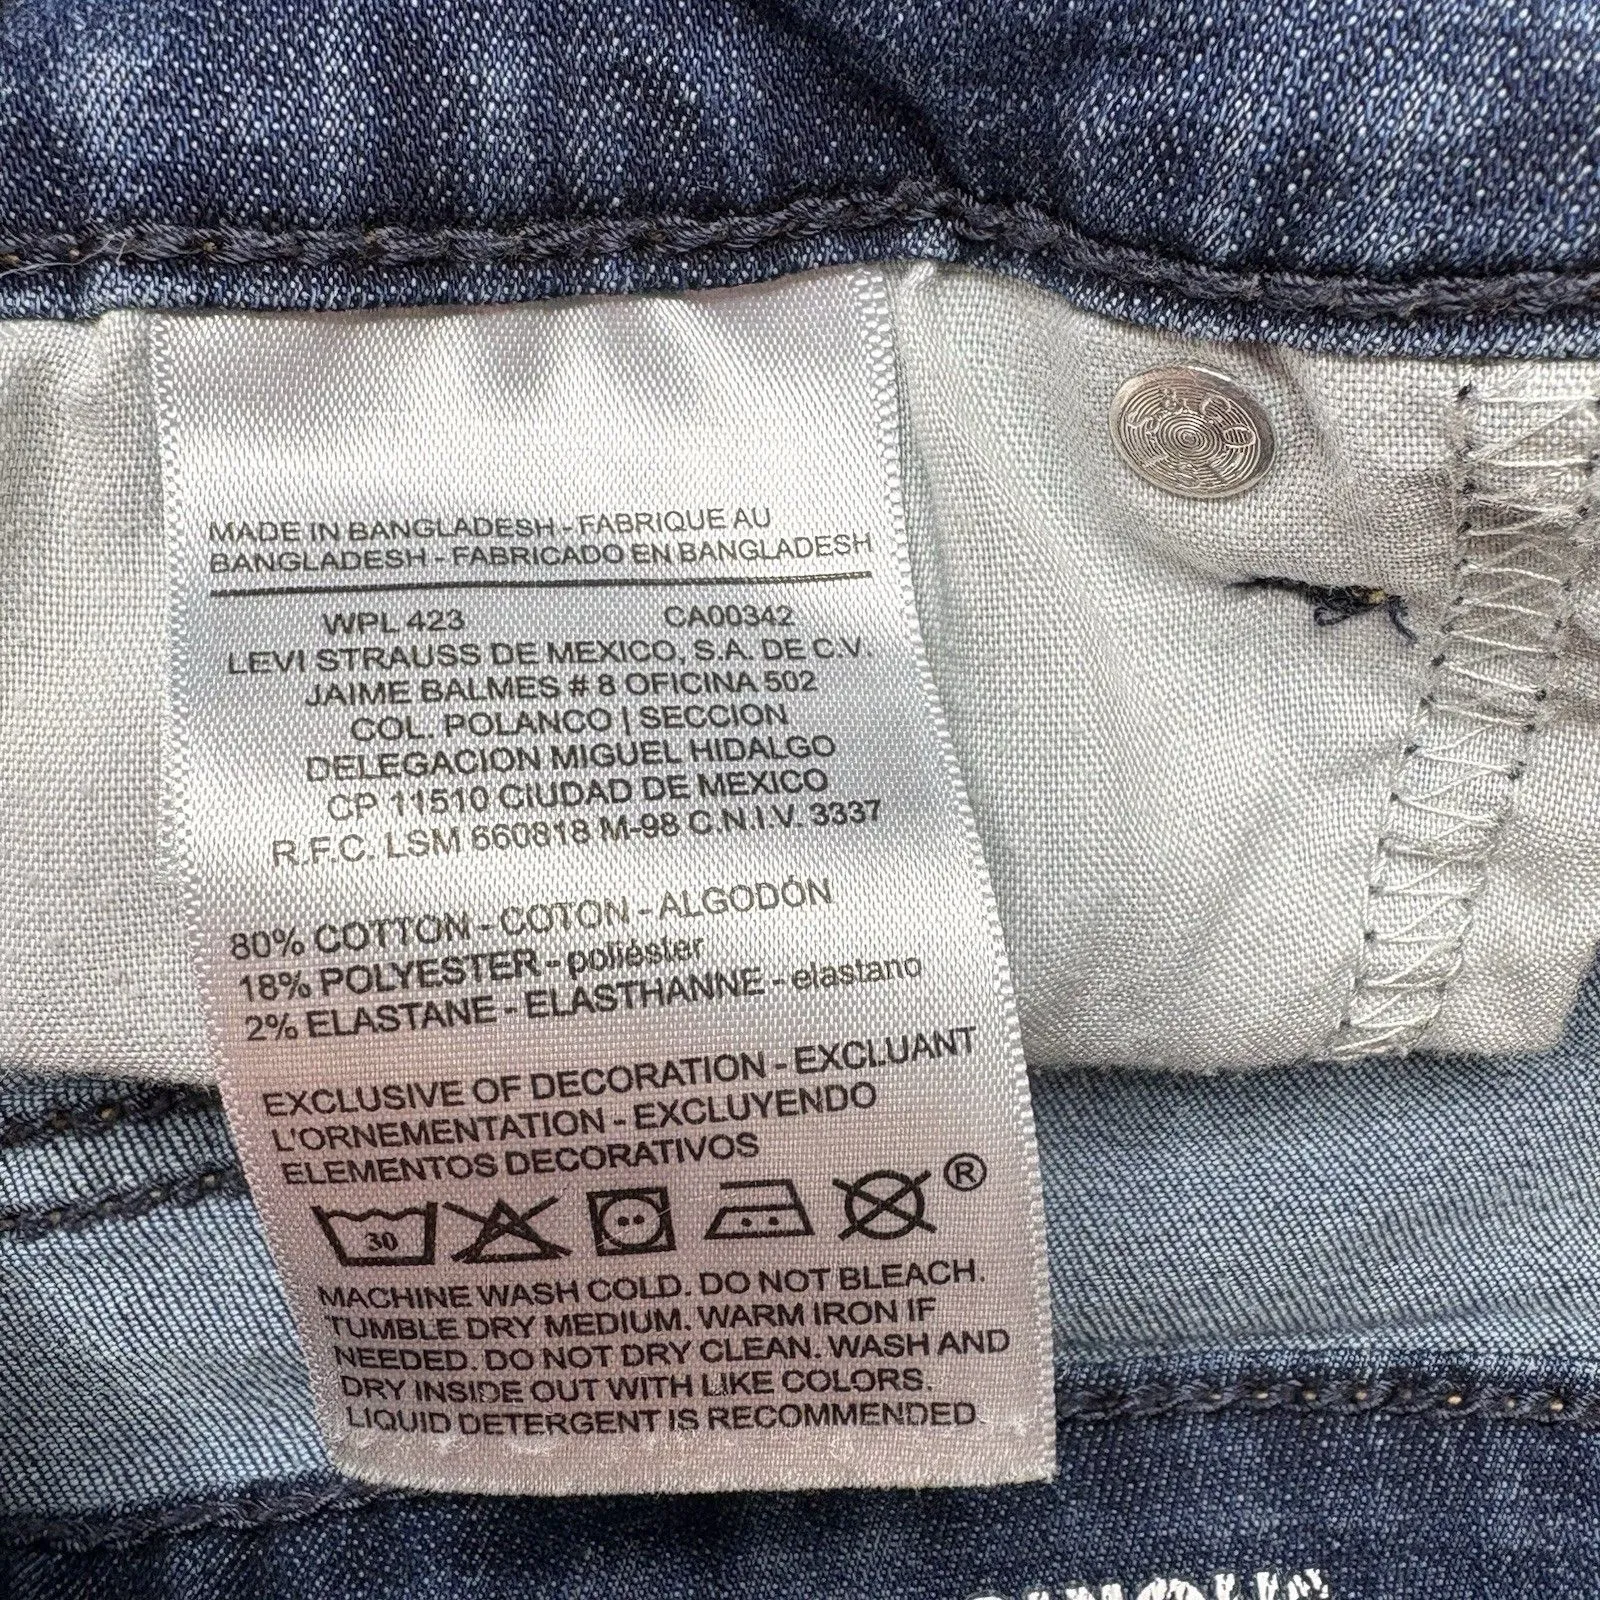 MADE IN BANGLADESH - FABRIQUE AU
BANGLADESH - FABRICADO EN BANGLADESH
WPL 423 CA00342
LEVI STRAUSS DE MEXICO, S.A. DE C.V.
JAIME BALMES # 8 OFICINA 502
COL. POLANCO | SECCION
DELEGACION MIGUEL HIDALGO
CP 11510 CIUDAD DE MEXICO
R.F.C. LSM 660818 M-98 C.N.I.V. 3337
80% COTTON - COTON - ALGODÓN
18% POLYESTER - poliéster
2% ELASTANE - ELASTHANNE - elastano
EXCLUSIVE OF DECORATION - EXCLUANT
L'ORNEMENTATION - EXCLUYENDO
ELEMENTOS DECORATIVOS
30 ®
MACHINE WASH COLD. DO NOT BLEACH.
TUMBLE DRY MEDIUM. WARM IRON IF
NEEDED. DO NOT DRY CLEAN. WASH AND
DRY INSIDE OUT WITH LIKE COLORS.
LIQUID DETERGENT IS RECOMMENDED.